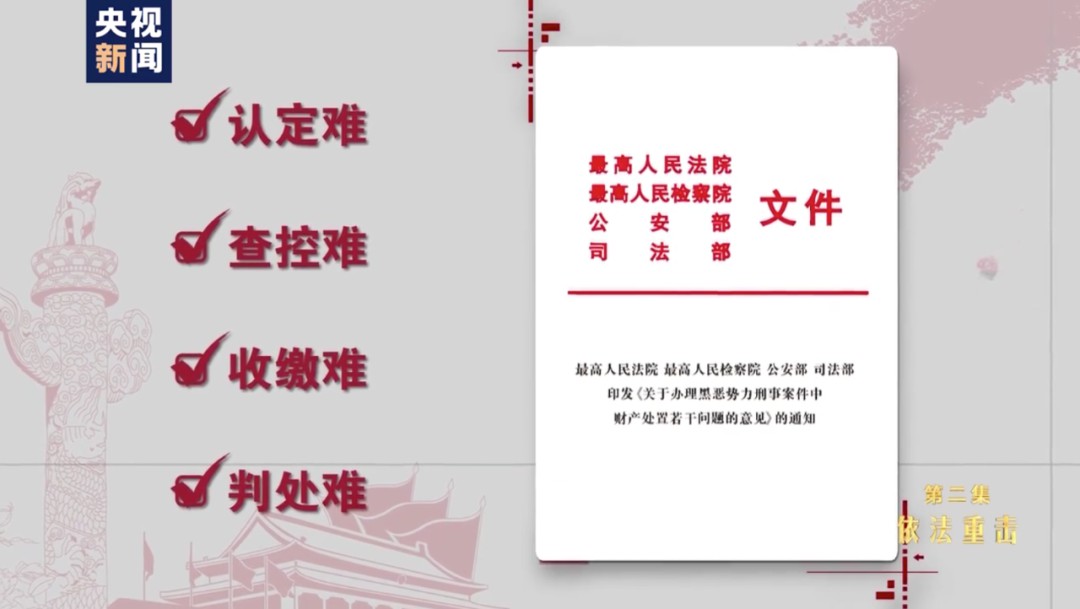 央视
新闻
认定难
查控难
收缴难
判处难
最高人民法院
最高人民检察院
公安部
司法部
文件
最高人民法院 最高人民检察院 公安部 司法部
印发《关于办理黑恶势力刑事案件中
财产处置若干问题的意见》的通知
第二集
依法重击